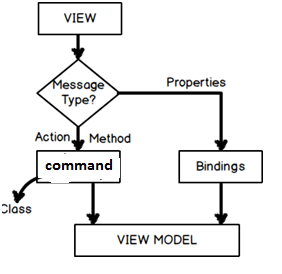 VIEW
Message
Type?
Properties
Action Method
command
Bindings
Class
VIEW MODEL